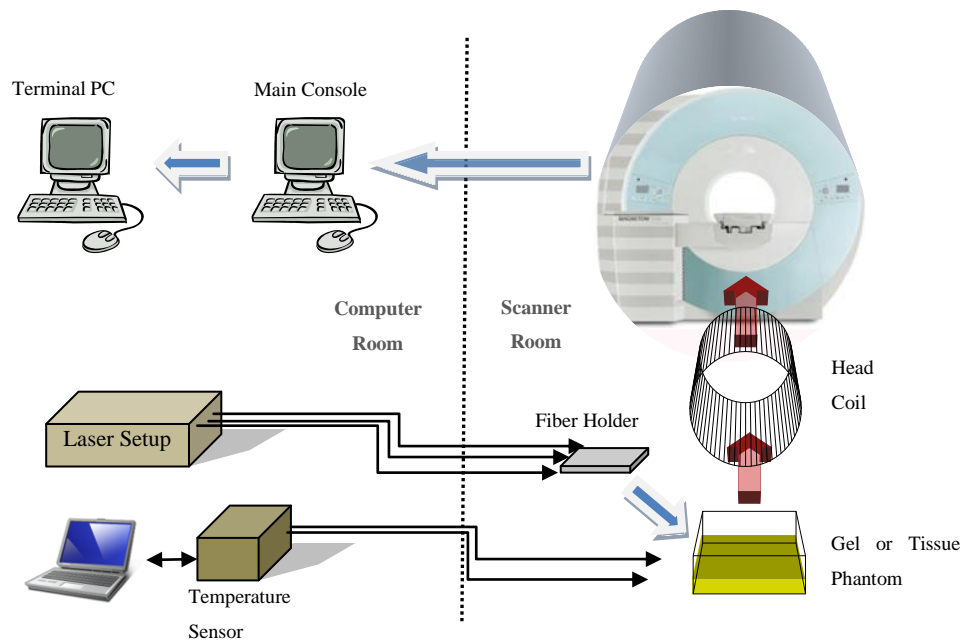 Terminal PC
Main Console
MAGNETOM
Computer
Room
Scanner
Room
Head
Coil
Laser Setup
Fiber Holder
Gel or Tissue
Phantom
Temperature
Sensor